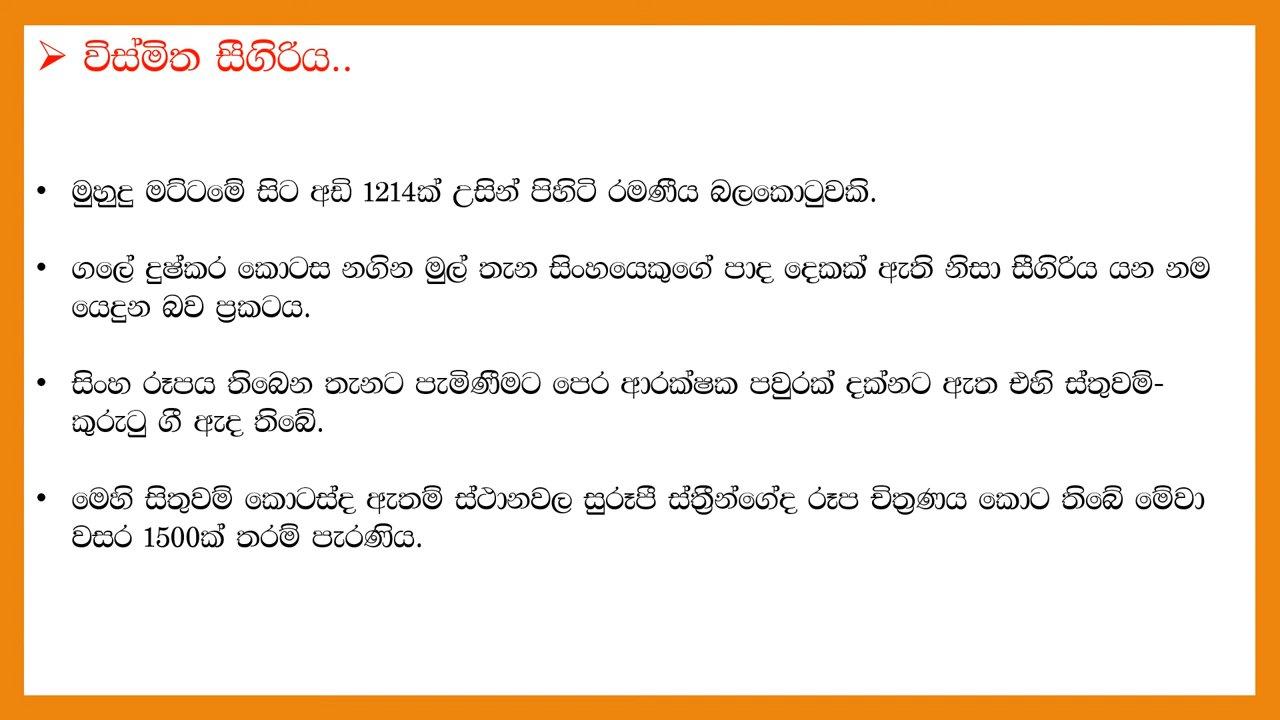 ➢ විස්මිත සීගිරිය..
• මුහුදු මට්ටමේ සිට අඩි 1214ක් උසින් පිහිටි රමණීය බලකොටුවකි.
• ගලේ දුෂ්කර කොටස නගින මුල් තැන සිංහයෙකුගේ පාද දෙකක් ඇති නිසා සීගිරිය යන නම
යෙදුන බව ප්‍රකටය.
• සිංහ රූපය තිබෙන තැනට පැමිණීමට පෙර ආරක්ෂක පවුරක් දක්නට ඇත එහි ස්තුවම්-
කුරුටු ගී ඇද තිබේ.
• මෙහි සිතුවම් කොටස්ද ඇතම් ස්ථානවල සුරූපී ස්ත්‍රීන්ගේද රූප චිත්‍රණය කොට තිබේ මේවා
වසර 1500ක් තරම් පැරණිය.